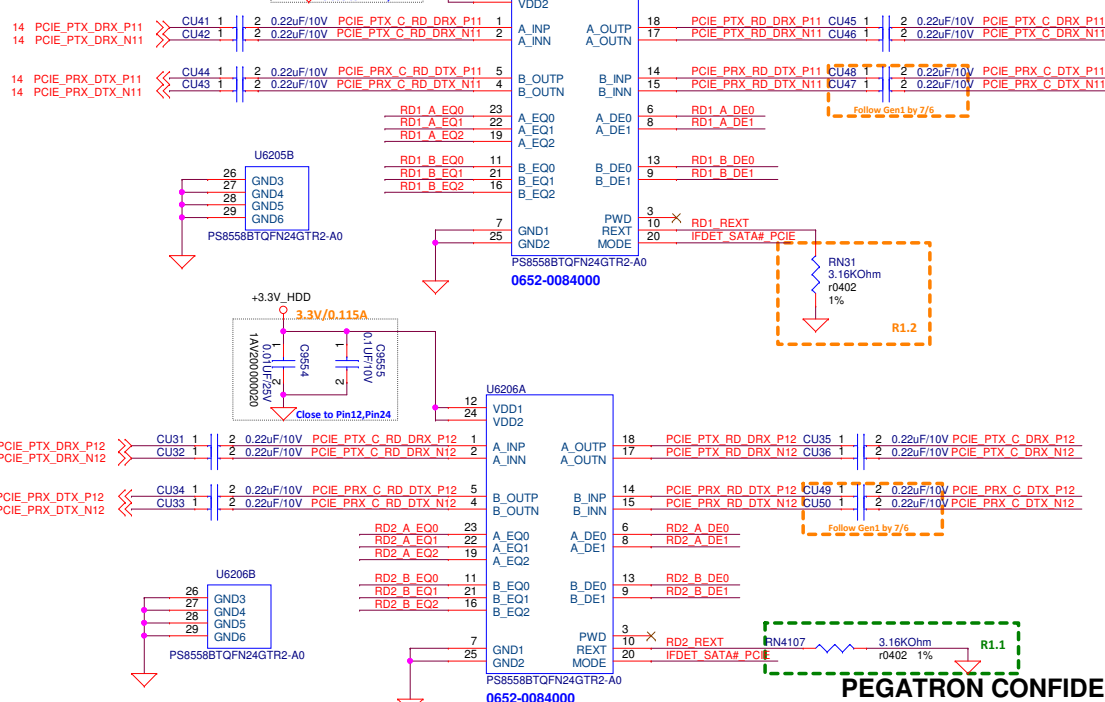 VDD2
14 PCIE_PTX_DRX_P11 CU41 1 2 0.22uF/10V PCIE_PTX_C_RD_DRX_P11 1 A_INP A_OUTP 18 PCIE_PTX_RD_DRX_P11 CU45 1 2 0.22uF/10V PCIE_PTX_C_DRX_P11
14 PCIE_PTX_DRX_N11 CU42 1 2 0.22uF/10V PCIE_PTX_C_RD_DRX_N11 2 A_INN A_OUTN 17 PCIE_PTX_RD_DRX_N11 CU46 1 2 0.22uF/10V PCIE_PTX_C_DRX_N11
14 PCIE_PRX_DTX_P11 CU44 1 2 0.22uF/10V PCIE_PRX_C_RD_DTX_P11 5 B_OUTP B_INP 14 PCIE_PRX_RD_DTX_P11 CU48 1 2 0.22uF/10V PCIE_PRX_C_DTX_P11
14 PCIE_PRX_DTX_N11 CU43 1 2 0.22uF/10V PCIE_PRX_C_RD_DTX_N11 4 B_OUTN B_INN 15 PCIE_PRX_RD_DTX_N11 CU47 1 2 0.22uF/10V PCIE_PRX_C_DTX_N11
Follow Gen1 by 7/6
RD1_A_EQ0 23 A_EQ0 A_DE0 6 RD1_A_DE0
RD1_A_EQ1 22 A_EQ1 A_DE1 8 RD1_A_DE1
RD1_A_EQ2 19 A_EQ2
RD1_B_EQ0 11 B_EQ0 B_DE0 13 RD1_B_DE0
RD1_B_EQ1 21 B_EQ1 B_DE1 9 RD1_B_DE1
RD1_B_EQ2 16 B_EQ2
U6205B
26 GND3
27 GND4
28 GND5
29 GND6
PS8558BTQFN24GTR2-A0
PWD 3
7 GND1 REXT 10 RD1_REXT
25 GND2 MODE 20 IFDET_SATA#_PCIE
PS8558BTQFN24GTR2-A0
0652-0084000
RN31
3.16KOhm
r0402
1%
R1.2
+3.3V_HDD
3.3V/0.115A
1 2 C9554
0.01UF/25V
1AV200000020
1 2 C9555
0.1UF/10V
Close to Pin12,Pin24
U6206A
12 VDD1
24 VDD2
PCIE_PTX_DRX_P12 CU31 1 2 0.22uF/10V PCIE_PTX_C_RD_DRX_P12 1 A_INP A_OUTP 18 PCIE_PTX_RD_DRX_P12 CU35 1 2 0.22uF/10V PCIE_PTX_C_DRX_P12
PCIE_PTX_DRX_N12 CU32 1 2 0.22uF/10V PCIE_PTX_C_RD_DRX_N12 2 A_INN A_OUTN 17 PCIE_PTX_RD_DRX_N12 CU36 1 2 0.22uF/10V PCIE_PTX_C_DRX_N12
PCIE_PRX_DTX_P12 CU34 1 2 0.22uF/10V PCIE_PRX_C_RD_DTX_P12 5 B_OUTP B_INP 14 PCIE_PRX_RD_DTX_P12 CU49 1 2 0.22uF/10V PCIE_PRX_C_DTX_P12
PCIE_PRX_DTX_N12 CU33 1 2 0.22uF/10V PCIE_PRX_C_RD_DTX_N12 4 B_OUTN B_INN 15 PCIE_PRX_RD_DTX_N12 CU50 1 2 0.22uF/10V PCIE_PRX_C_DTX_N12
Follow Gen1 by 7/6
RD2_A_EQ0 23 A_EQ0 A_DE0 6 RD2_A_DE0
RD2_A_EQ1 22 A_EQ1 A_DE1 8 RD2_A_DE1
RD2_A_EQ2 19 A_EQ2
RD2_B_EQ0 11 B_EQ0 B_DE0 13 RD2_B_DE0
RD2_B_EQ1 21 B_EQ1 B_DE1 9 RD2_B_DE1
RD2_B_EQ2 16 B_EQ2
U6206B
26 GND3
27 GND4
28 GND5
29 GND6
PS8558BTQFN24GTR2-A0
PWD 3
7 GND1 REXT 10 RD2_REXT RN4107 3.16KOhm
25 GND2 MODE 20 IFDET_SATA#_PCIE r0402 1%
R1.1
PS8558BTQFN24GTR2-A0
0652-0084000
PEGATRON CONFIDE